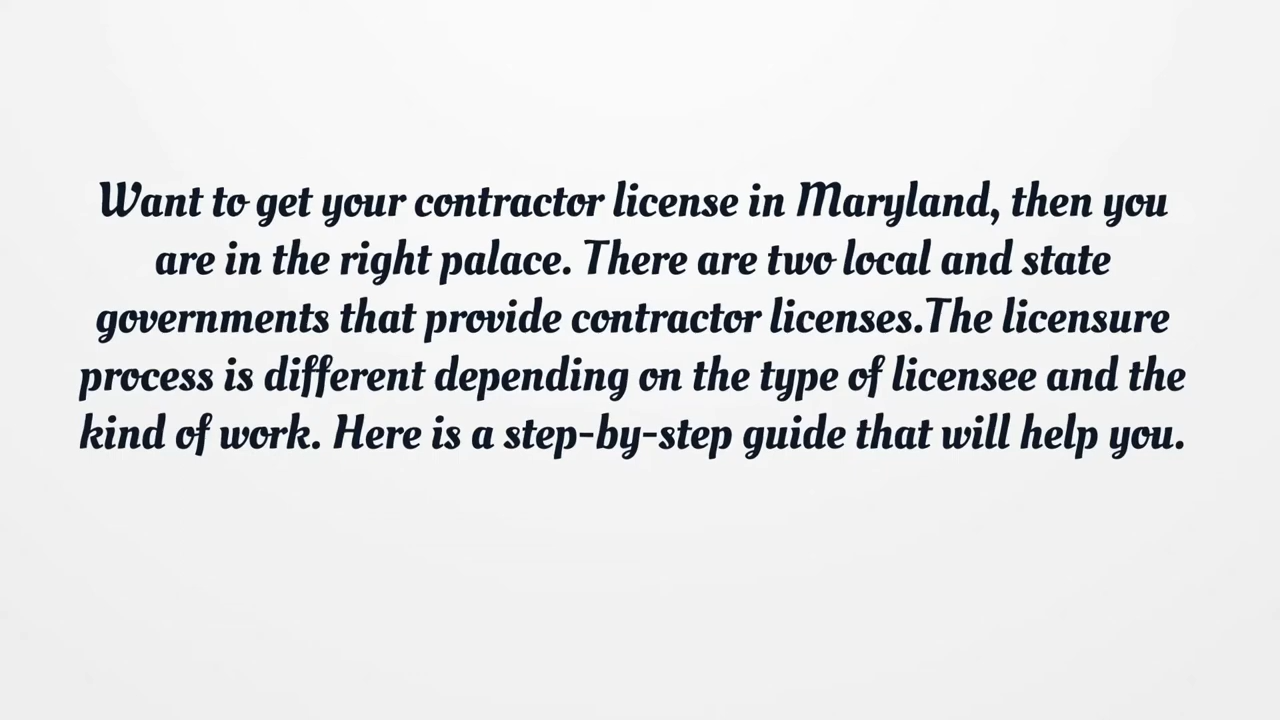 Want to get your contractor license in Maryland, then you
are in the right palace. There are two local and state
governments that provide contractor licenses.The licensure
process is different depending on the type of licensee and the
kind of work. Here is a step-by-step guide that will help you.